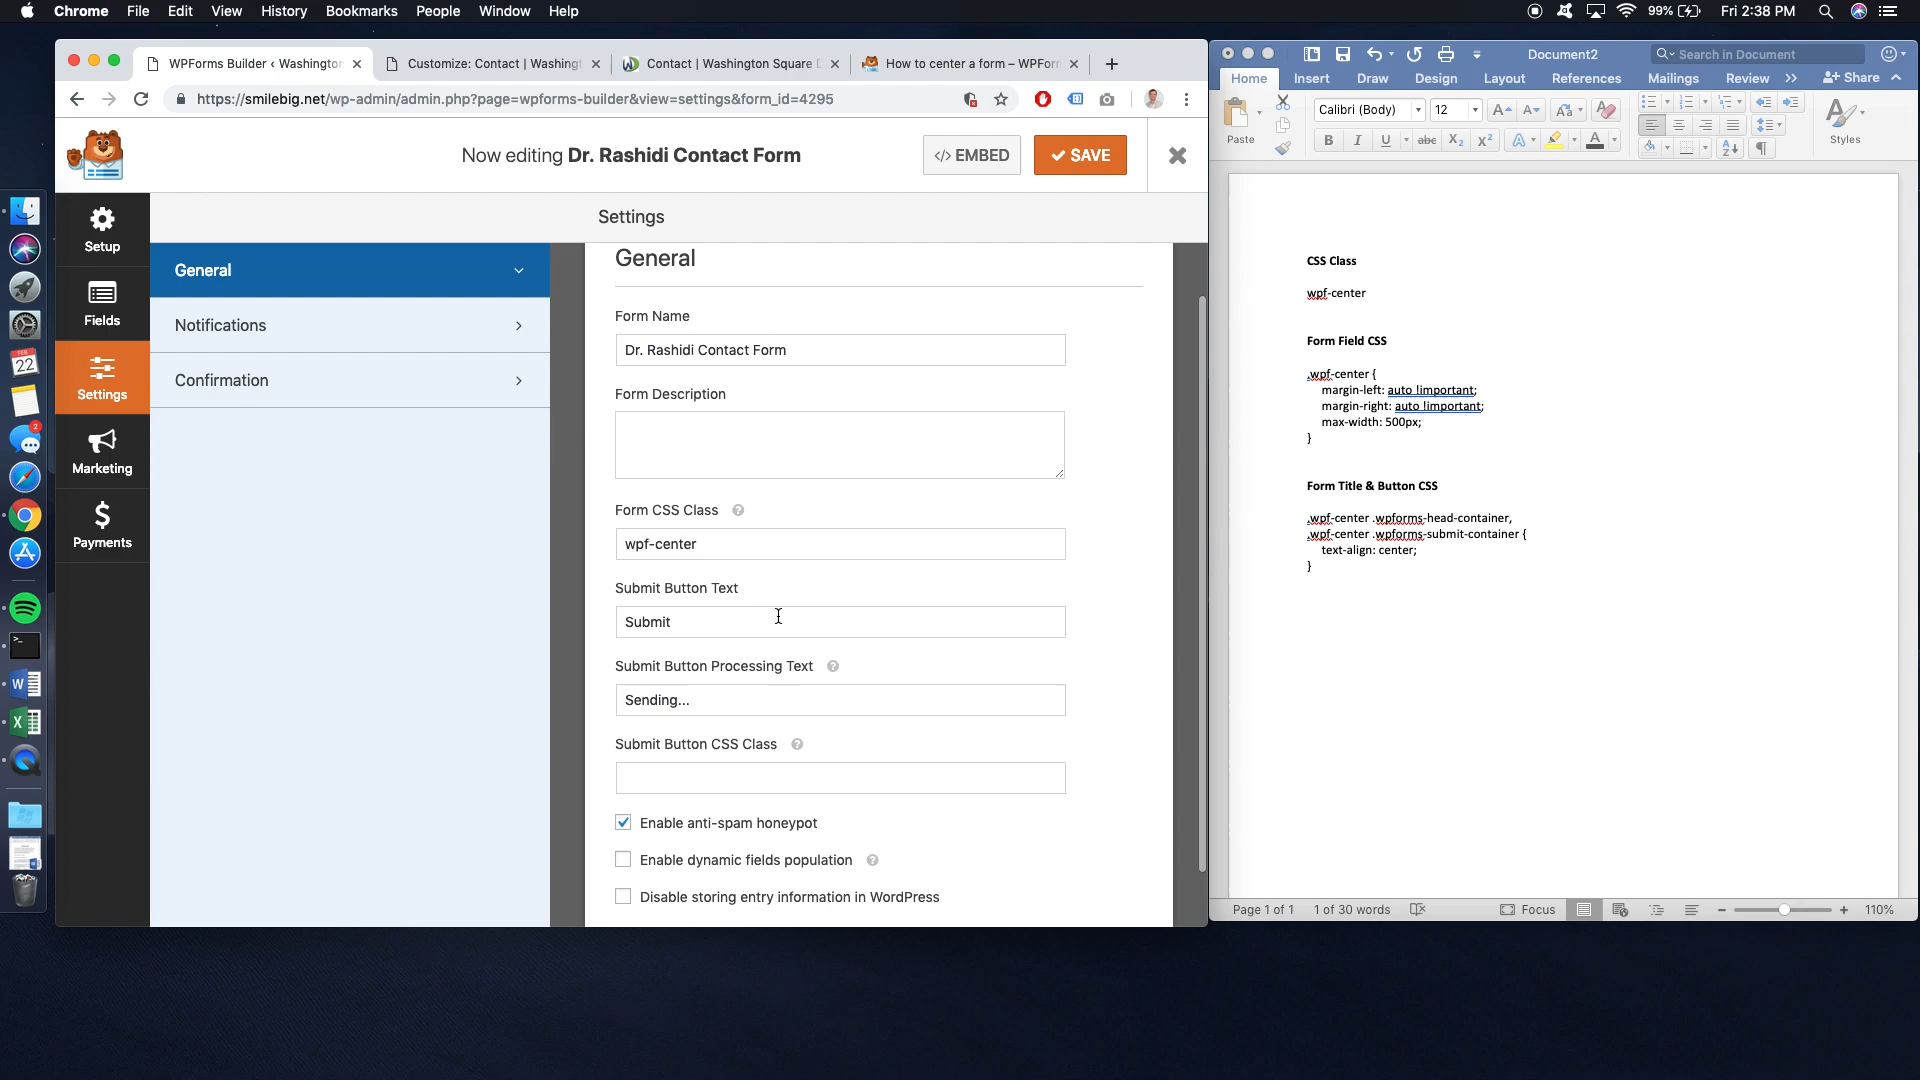 Chrome File Edit View History Bookmarks People Window Help
99% Fri 2:38 PM
WPForms Builder ‹ Washington
Customize: Contact | Washingt
Contact | Washington Square D
How to center a form – WPForm
https://smilebig.net/wp-admin/admin.php?page=wpforms-builder&view=settings&form_id=4295
Now editing Dr. Rashidi Contact Form
</> EMBED
SAVE
Setup
Fields
Settings
Marketing
Payments
Settings
General
Notifications
Confirmation
General
Form Name
Dr. Rashidi Contact Form
Form Description
Form CSS Class
wpf-center
Submit Button Text
Submit
Submit Button Processing Text
Sending...
Submit Button CSS Class
Enable anti-spam honeypot
Enable dynamic fields population
Disable storing entry information in WordPress
FEB
22
2
Document2
Search in Document
Home Insert Draw Design Layout References Mailings Review Share
Paste
Calibri (Body) 12
Styles
CSS Class
wpf-center
Form Field CSS
.wpf-center {
margin-left: auto !important;
margin-right: auto !important;
max-width: 500px;
}
Form Title & Button CSS
.wpf-center .wpforms-head-container,
.wpf-center .wpforms-submit-container {
text-align: center;
}
Page 1 of 1 1 of 30 words Focus 110%